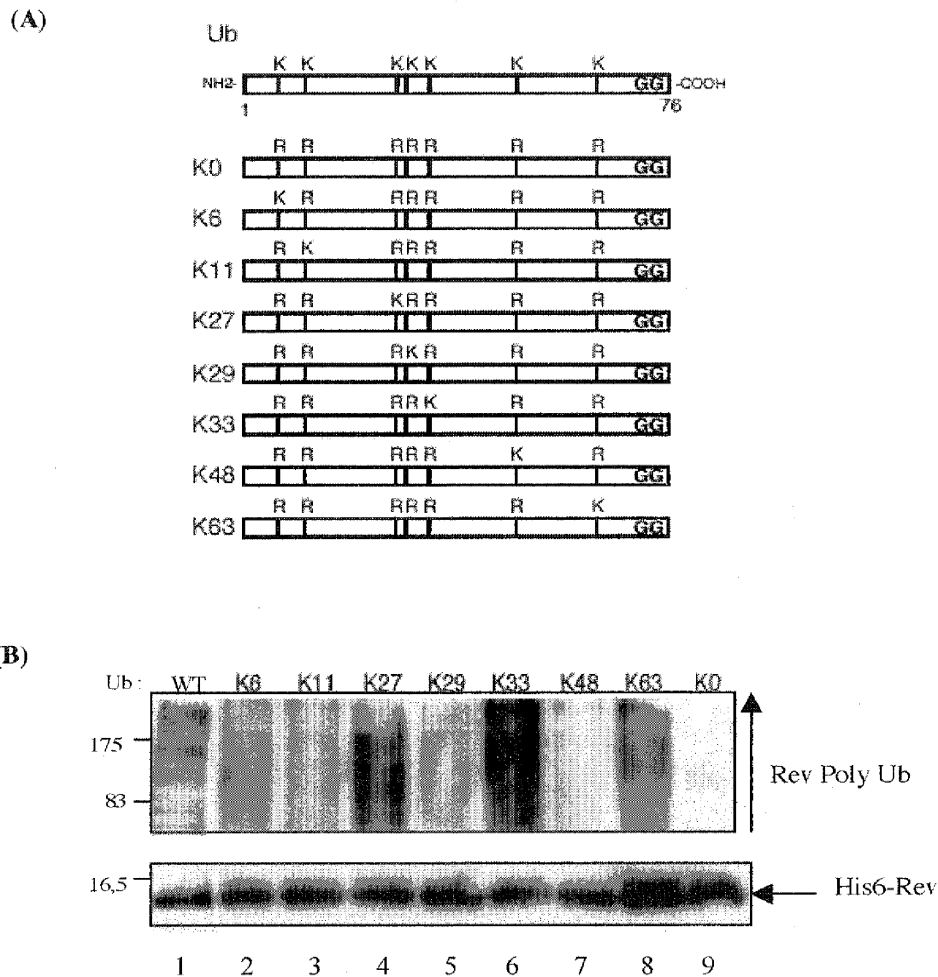 (A)
Ub
K K K K K K K
NH2- GG -COOH
1 76
R R R R R R R
K0 GG
K R R R R R R
K6 GG
R K R R R R R
K11 GG
R R K R R R R
K27 GG
R R R K R R R
K29 GG
R R R R K R R
K33 GG
R R R R R K R
K48 GG
R R R R R R K
K63 GG
(B)
Ub : WT K6 K11 K27 K29 K33 K48 K63 K0
175
Rev Poly Ub
83
16,5
His6-Rev
1 2 3 4 5 6 7 8 9